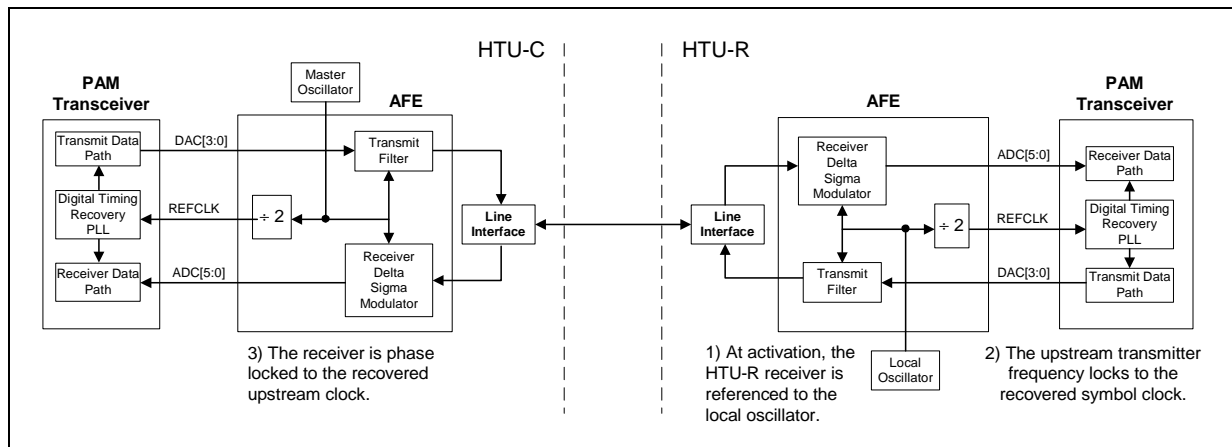 HTU-C
HTU-R
PAM
Transceiver
Master
Oscillator
AFE
Transmit Data
Path
DAC[3:0]
Transmit
Filter
Digital Timing
Recovery
PLL
REFCLK
÷ 2
Line
Interface
Receiver Data
Path
ADC[5:0]
Receiver
Delta
Sigma
Modulator
3) The receiver is phase
locked to the recovered
upstream clock.
AFE
PAM
Transceiver
Receiver
Delta
Sigma
Modulator
ADC[5:0]
Receiver Data
Path
Line
Interface
÷ 2
REFCLK
Digital Timing
Recovery
PLL
Transmit
Filter
DAC[3:0]
Transmit Data
Path
Local
Oscillator
1) At activation, the
HTU-R receiver is
referenced to the
local oscillator.
2) The upstream transmitter
frequency locks to the
recovered symbol clock.